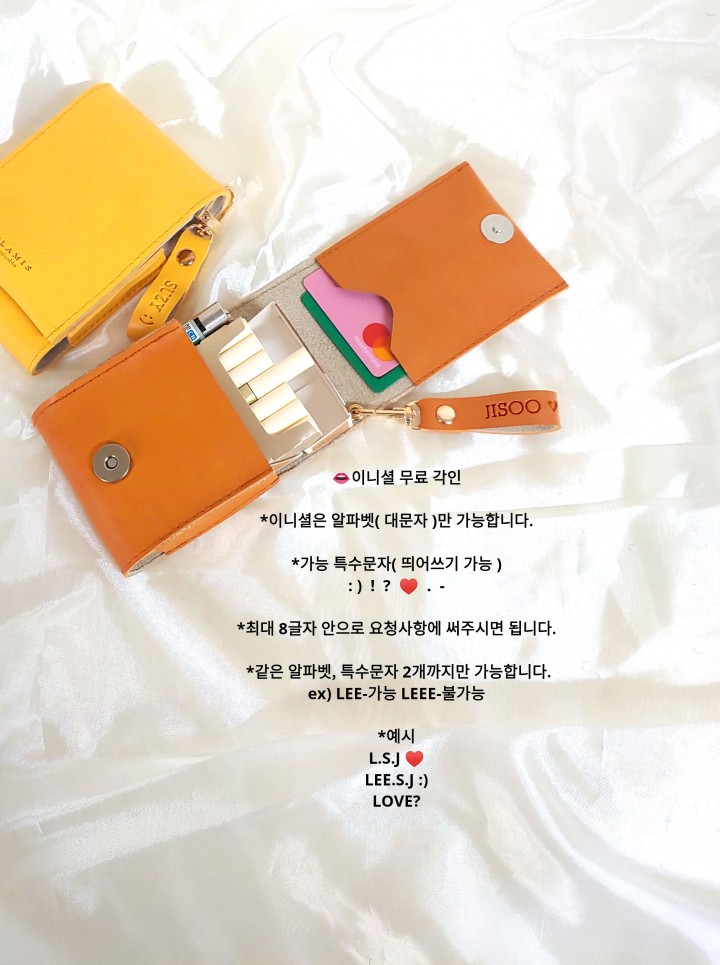 SUZY :)
JISOO ♥
👄이니셜 무료 각인
*이니셜은 알파벳( 대문자 )만 가능합니다.
*가능 특수문자( 띄어쓰기 가능 )
: ) ! ? ♥ . -
*최대 8글자 안으로 요청사항에 써주시면 됩니다.
*같은 알파벳, 특수문자 2개까지만 가능합니다.
ex) LEE-가능 LEEE-불가능
*예시
L.S.J ♥
LEE.S.J :)
LOVE?